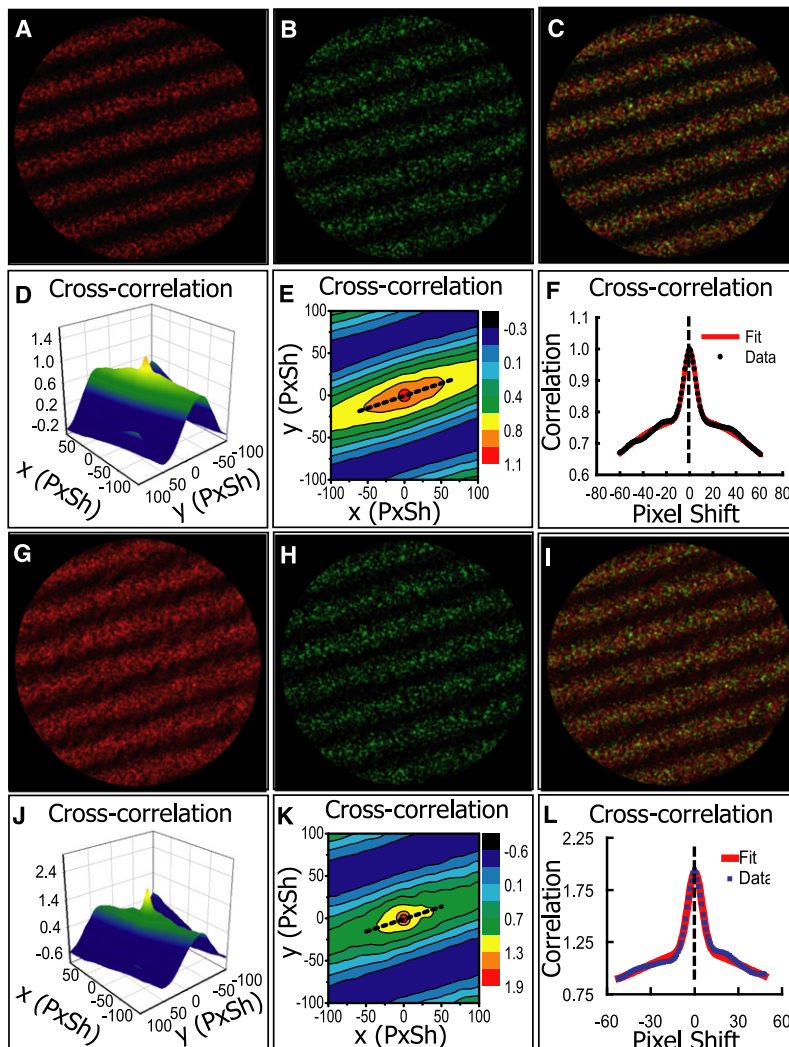 A
B
C
D
Cross-correlation
1.4
1.0
0.6
0.2
-0.2
50
0
-50
-100
x (PxSh)
100
50
0
-50
-100
y (PxSh)
E
Cross-correlation
100
50
0
-50
-100
y (PxSh)
-100 -50 0 50 100
x (PxSh)
-0.3
0.1
0.4
0.8
1.1
F
Cross-correlation
1.1
1.0
0.9
0.8
0.7
0.6
Correlation
Fit
Data
-80 -60 -40 -20 0 20 40 60 80
Pixel Shift
G
H
I
J
Cross-correlation
2.4
1.4
0.4
-0.6
50
0
-50
-100
x (PxSh)
100
50
0
-50
-100
y (PxSh)
K
Cross-correlation
100
50
0
-50
-100
y (PxSh)
-100 -50 0 50 100
x (PxSh)
-0.6
0.1
0.7
1.3
1.9
L
Cross-correlation
2.25
1.75
1.25
0.75
Correlation
Fit
Data
-60 -30 0 30 60
Pixel Shift